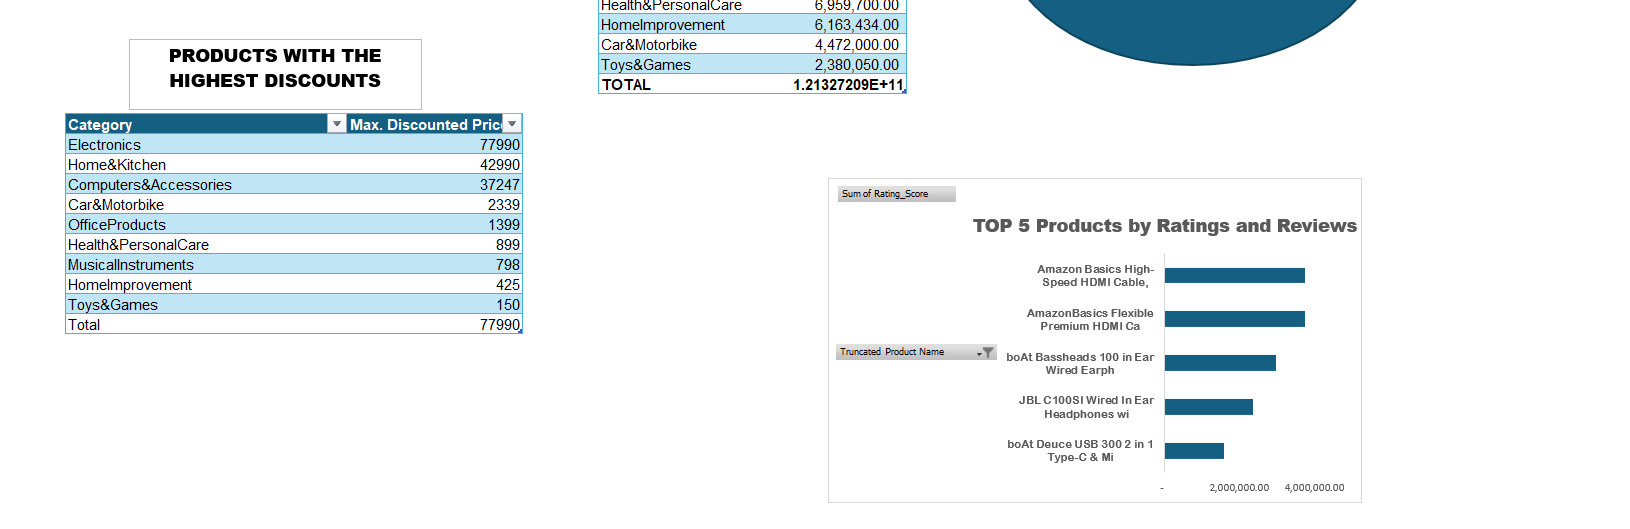 Health&PersonalCare 6,959,700.00
HomeImprovement 6,163,434.00
Car&Motorbike 4,472,000.00
Toys&Games 2,380,050.00
TOTAL 1.21327209E+11
PRODUCTS WITH THE
HIGHEST DISCOUNTS
Category Max. Discounted Pric
Electronics 77990
Home&Kitchen 42990
Computers&Accessories 37247
Car&Motorbike 2339
OfficeProducts 1399
Health&PersonalCare 899
MusicalInstruments 798
HomeImprovement 425
Toys&Games 150
Total 77990
Sum of Rating_Score
TOP 5 Products by Ratings and Reviews
Amazon Basics High-
Speed HDMI Cable,
AmazonBasics Flexible
Premium HDMI Ca
Truncated Product Name
boAt Bassheads 100 in Ear
Wired Earph
JBL C100SI Wired In Ear
Headphones wi
boAt Deuce USB 300 2 in 1
Type-C & Mi
- 2,000,000.00 4,000,000.00